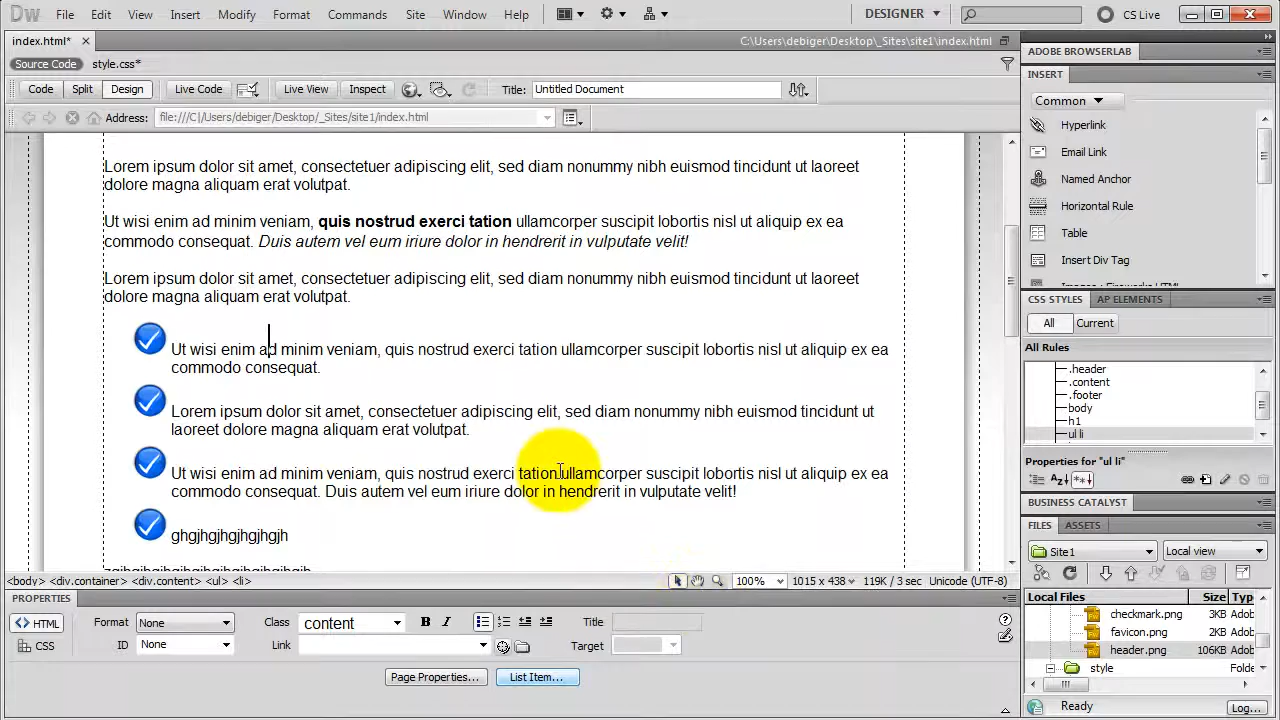 Dw File Edit View Insert Modify Format Commands Site Window Help DESIGNER CS Live
index.html* C:\Users\debiger\Desktop\_Sites\site1\index.html
Source Code style.css*
Code Split Design Live Code Live View Inspect Title: Untitled Document
Address: file:///C|/Users/debiger/Desktop/_Sites/site1/index.html
Lorem ipsum dolor sit amet, consectetuer adipiscing elit, sed diam nonummy nibh euismod tincidunt ut laoreet
dolore magna aliquam erat volutpat.
Ut wisi enim ad minim veniam, quis nostrud exerci tation ullamcorper suscipit lobortis nisl ut aliquip ex ea
commodo consequat. Duis autem vel eum iriure dolor in hendrerit in vulputate velit!
Lorem ipsum dolor sit amet, consectetuer adipiscing elit, sed diam nonummy nibh euismod tincidunt ut laoreet
dolore magna aliquam erat volutpat.
Ut wisi enim ad minim veniam, quis nostrud exerci tation ullamcorper suscipit lobortis nisl ut aliquip ex ea
commodo consequat.
Lorem ipsum dolor sit amet, consectetuer adipiscing elit, sed diam nonummy nibh euismod tincidunt ut
laoreet dolore magna aliquam erat volutpat.
Ut wisi enim ad minim veniam, quis nostrud exerci tation ullamcorper suscipit lobortis nisl ut aliquip ex ea
commodo consequat. Duis autem vel eum iriure dolor in hendrerit in vulputate velit!
ghgjhgjhgjhgjhgjh
<body> <div.container> <div.content> <ul> <li> 100% 1015 x 438 119K / 3 sec Unicode (UTF-8)
PROPERTIES
HTML Format None Class content B I Title
CSS ID None Link Target
Page Properties... List Item...
ADOBE BROWSERLAB
INSERT
Common
Hyperlink
Email Link
Named Anchor
Horizontal Rule
Table
Insert Div Tag
Images : Fireworks HTML
CSS STYLES AP ELEMENTS
All Current
All Rules
.header
.content
.footer
body
h1
ul li
Properties for "ul li"
Az
BUSINESS CATALYST
FILES ASSETS
Site1 Local view
Local Files Size Typ
checkmark.png 3KB Adob
favicon.png 2KB Adob
header.png 106KB Adob
style Folde
Ready Log...